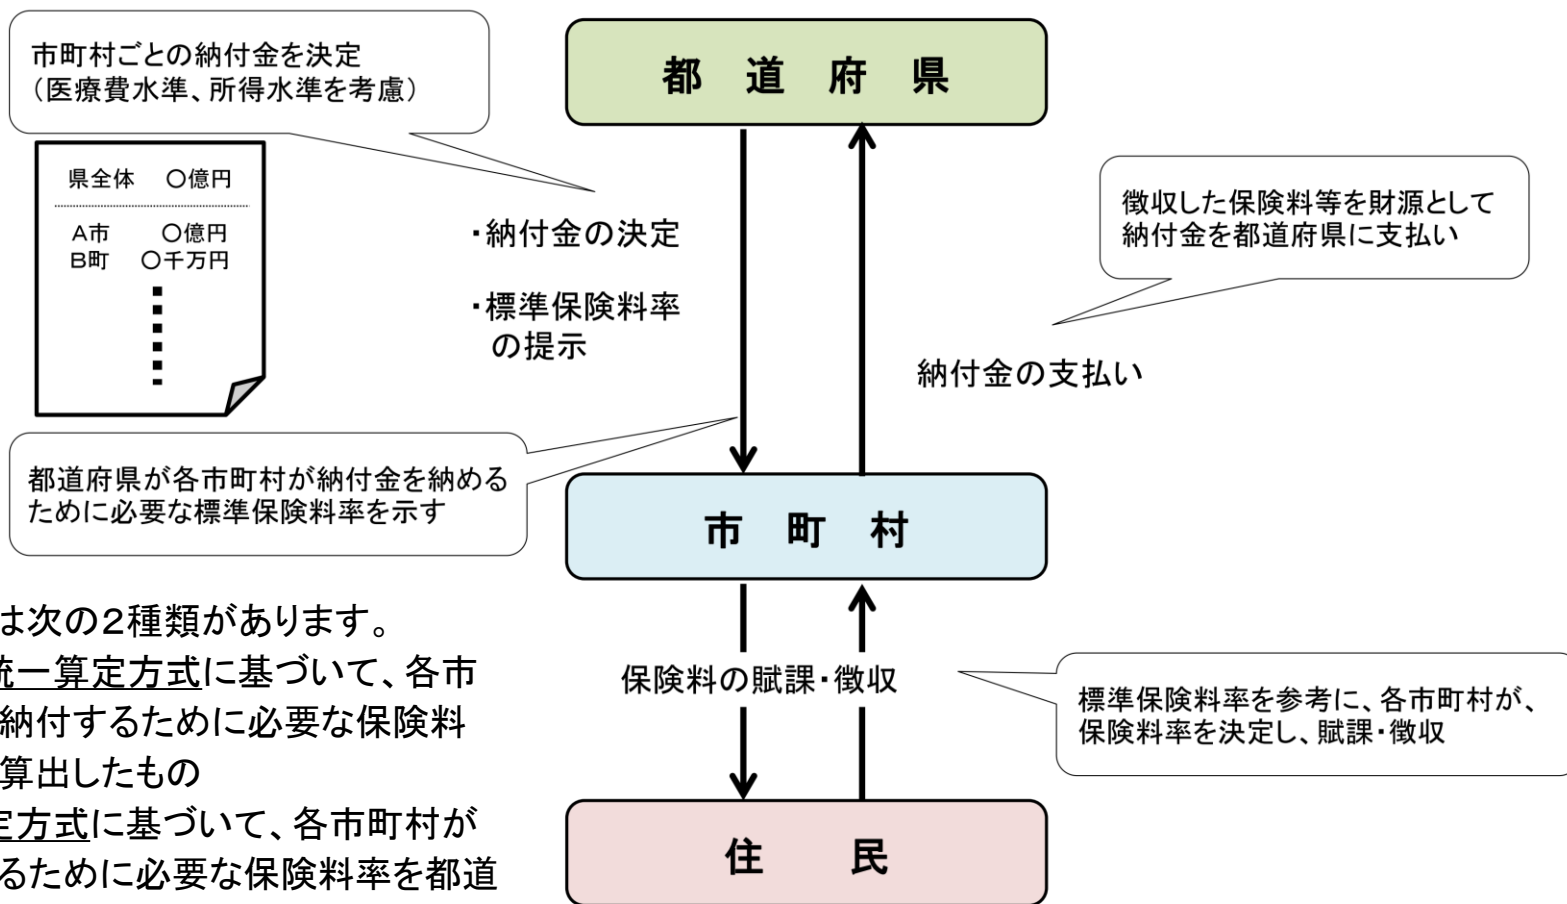 市町村ごとの納付金を決定
（医療費水準、所得水準を考慮）
都 道 府 県
県全体 〇億円
A市 〇億円
B町 〇千万円
・納付金の決定
・標準保険料率
の提示
徴収した保険料等を財源として
納付金を都道府県に支払い
納付金の支払い
都道府県が各市町村が納付金を納める
ために必要な標準保険料率を示す
市 町 村
は次の２種類があります。
統一算定方式に基づいて、各市
納付するために必要な保険料
算出したもの
定方式に基づいて、各市町村が
るために必要な保険料率を都道
保険料の賦課・徴収
標準保険料率を参考に、各市町村が、
保険料率を決定し、賦課・徴収
住 民